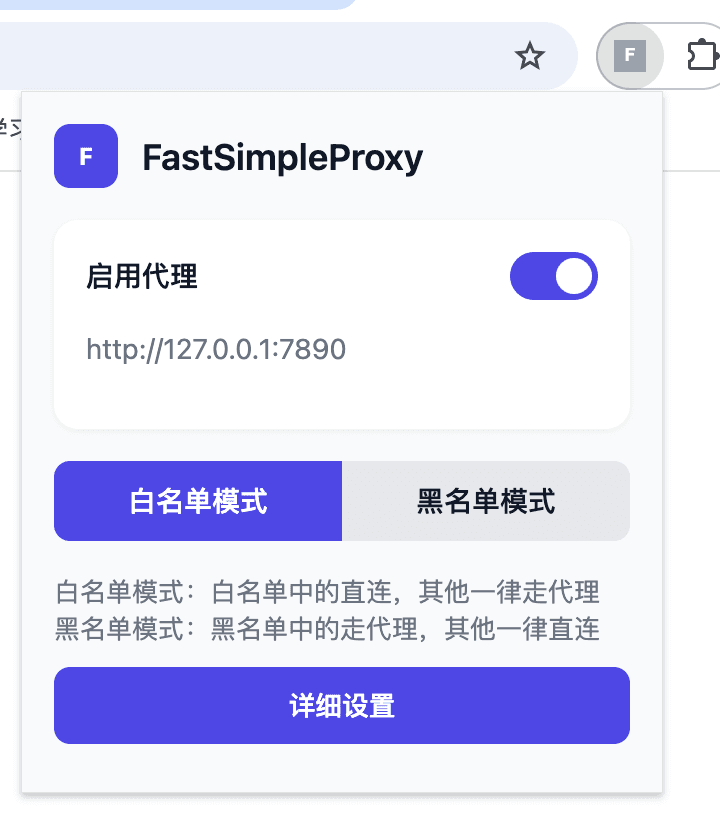 F
F FastSimpleProxy
启用代理
http://127.0.0.1:7890
白名单模式 黑名单模式
白名单模式：白名单中的直连，其他一律走代理
黑名单模式：黑名单中的走代理，其他一律直连
详细设置